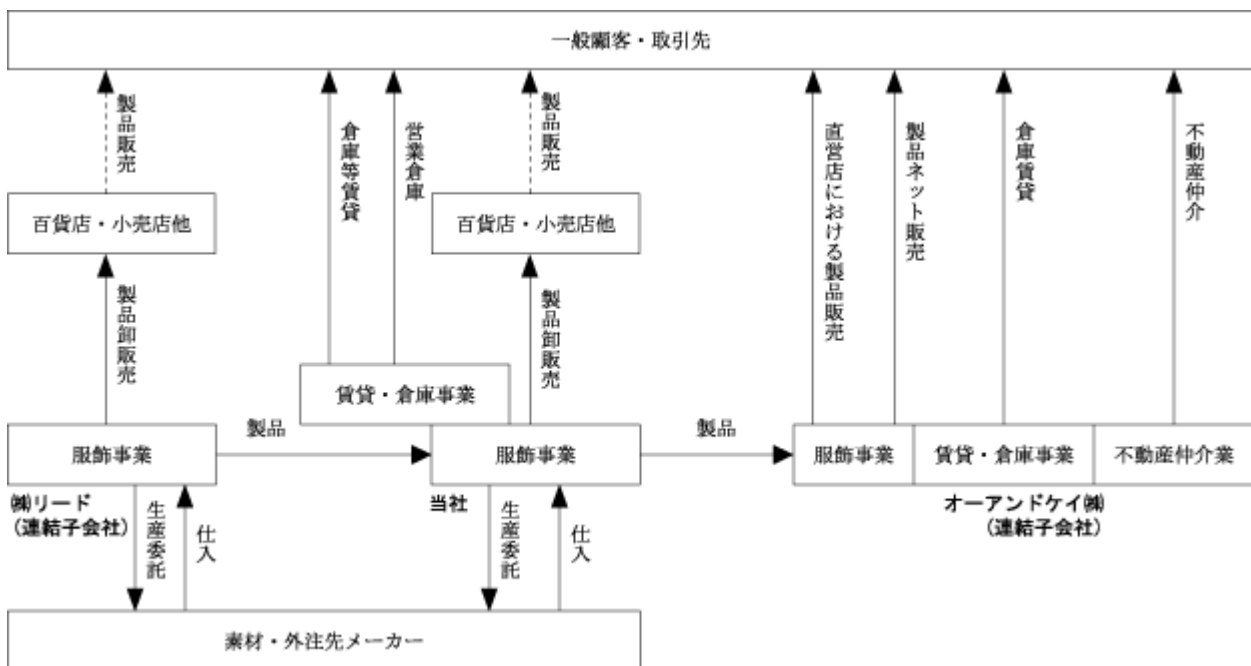 一般顧客・取引先
製品販売
倉庫等賃貸
営業倉庫
製品販売
直営店における製品販売
製品ネット販売
倉庫賃貸
不動産仲介
百貨店・小売店他
百貨店・小売店他
製品卸販売
製品卸販売
賃貸・倉庫事業
服飾事業
製品
服飾事業
製品
服飾事業
賃貸・倉庫事業
不動産仲介業
㈱リード
（連結子会社）
当社
オーアンドケイ㈱
（連結子会社）
生産委託
仕入
生産委託
仕入
素材・外注先メーカー